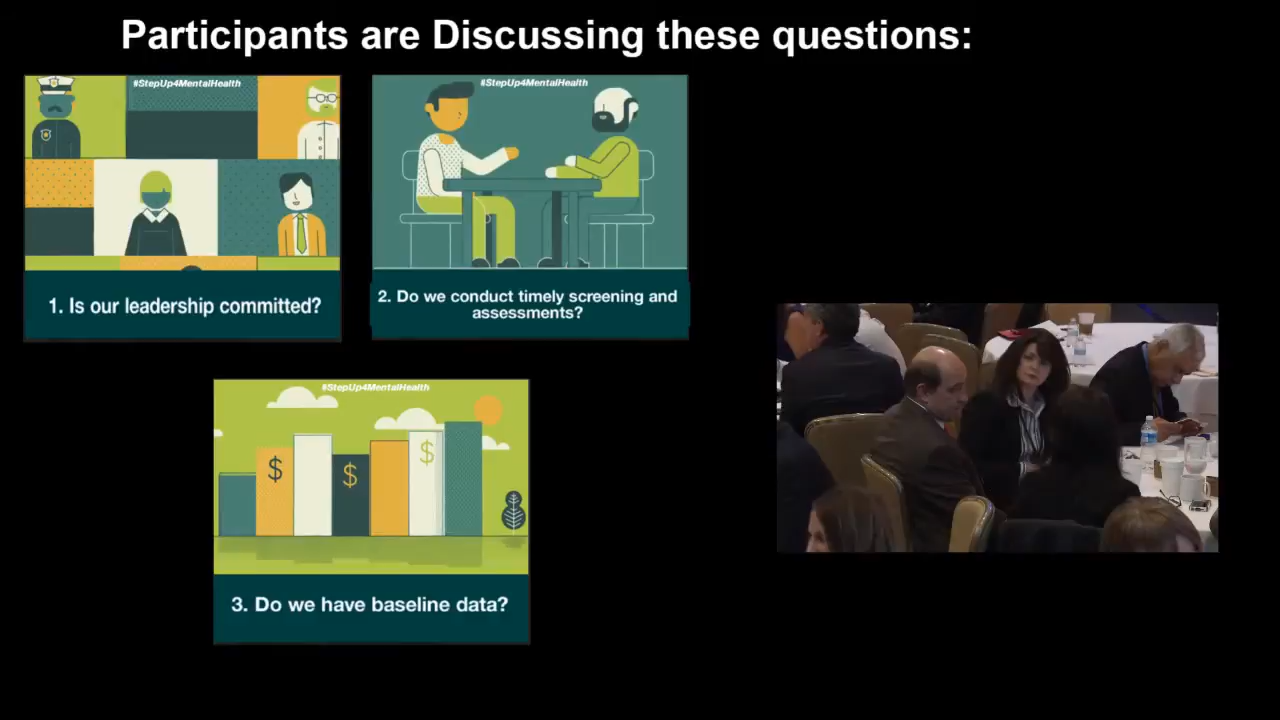 Participants are Discussing these questions:
#StepUp4MentalHealth
1. Is our leadership committed?
#StepUp4MentalHealth
2. Do we conduct timely screening and
assessments?
#StepUp4MentalHealth
$
$
$
3. Do we have baseline data?